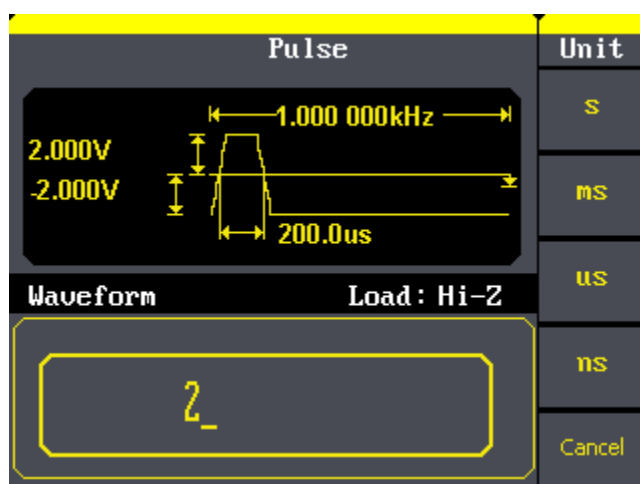 Pulse
Unit
1.000 000kHz
s
2.000V
-2.000V
ms
200.0us
us
Waveform
Load: Hi-Z
ns
2_
Cancel